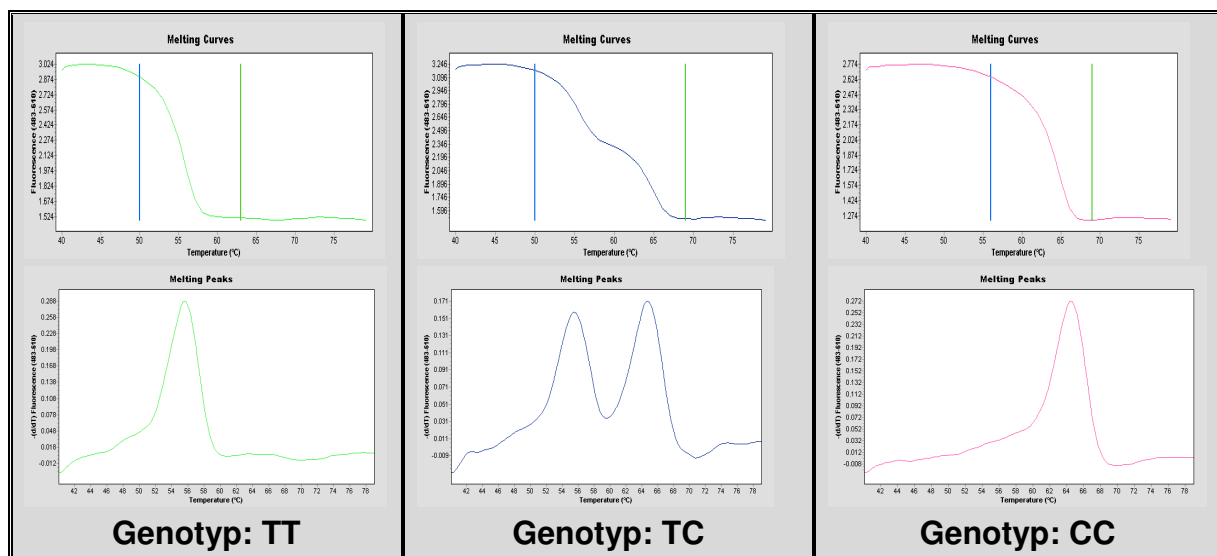 Melting Curves
Fluorescence (483-610)
3.024
2.874
2.724
2.574
2.424
2.274
2.124
1.974
1.824
1.674
1.524
40 45 50 55 60 65 70 75
Temperature (°C)
Melting Peaks
-(d/dT) Fluorescence (483-610)
0.288
0.258
0.228
0.198
0.168
0.138
0.108
0.078
0.048
0.018
-0.012
42 44 46 48 50 52 54 56 58 60 62 64 66 68 70 72 74 76 78
Temperature (°C)
Genotyp: TT
Melting Curves
Fluorescence (483-610)
3.246
3.096
2.946
2.796
2.646
2.496
2.346
2.196
2.046
1.896
1.746
1.596
40 45 50 55 60 65 70 75
Temperature (°C)
Melting Peaks
-(d/dT) Fluorescence (483-610)
0.171
0.151
0.131
0.111
0.091
0.071
0.051
0.031
0.011
-0.009
42 44 46 48 50 52 54 56 58 60 62 64 66 68 70 72 74 76 78
Temperature (°C)
Genotyp: TC
Melting Curves
Fluorescence (483-610)
2.774
2.624
2.474
2.324
2.174
2.024
1.874
1.724
1.574
1.424
1.274
40 45 50 55 60 65 70 75
Temperature (°C)
Melting Peaks
-(d/dT) Fluorescence (483-610)
0.272
0.252
0.232
0.212
0.192
0.172
0.152
0.132
0.112
0.092
0.072
0.052
0.032
0.012
-0.008
42 44 46 48 50 52 54 56 58 60 62 64 66 68 70 72 74 76 78
Temperature (°C)
Genotyp: CC